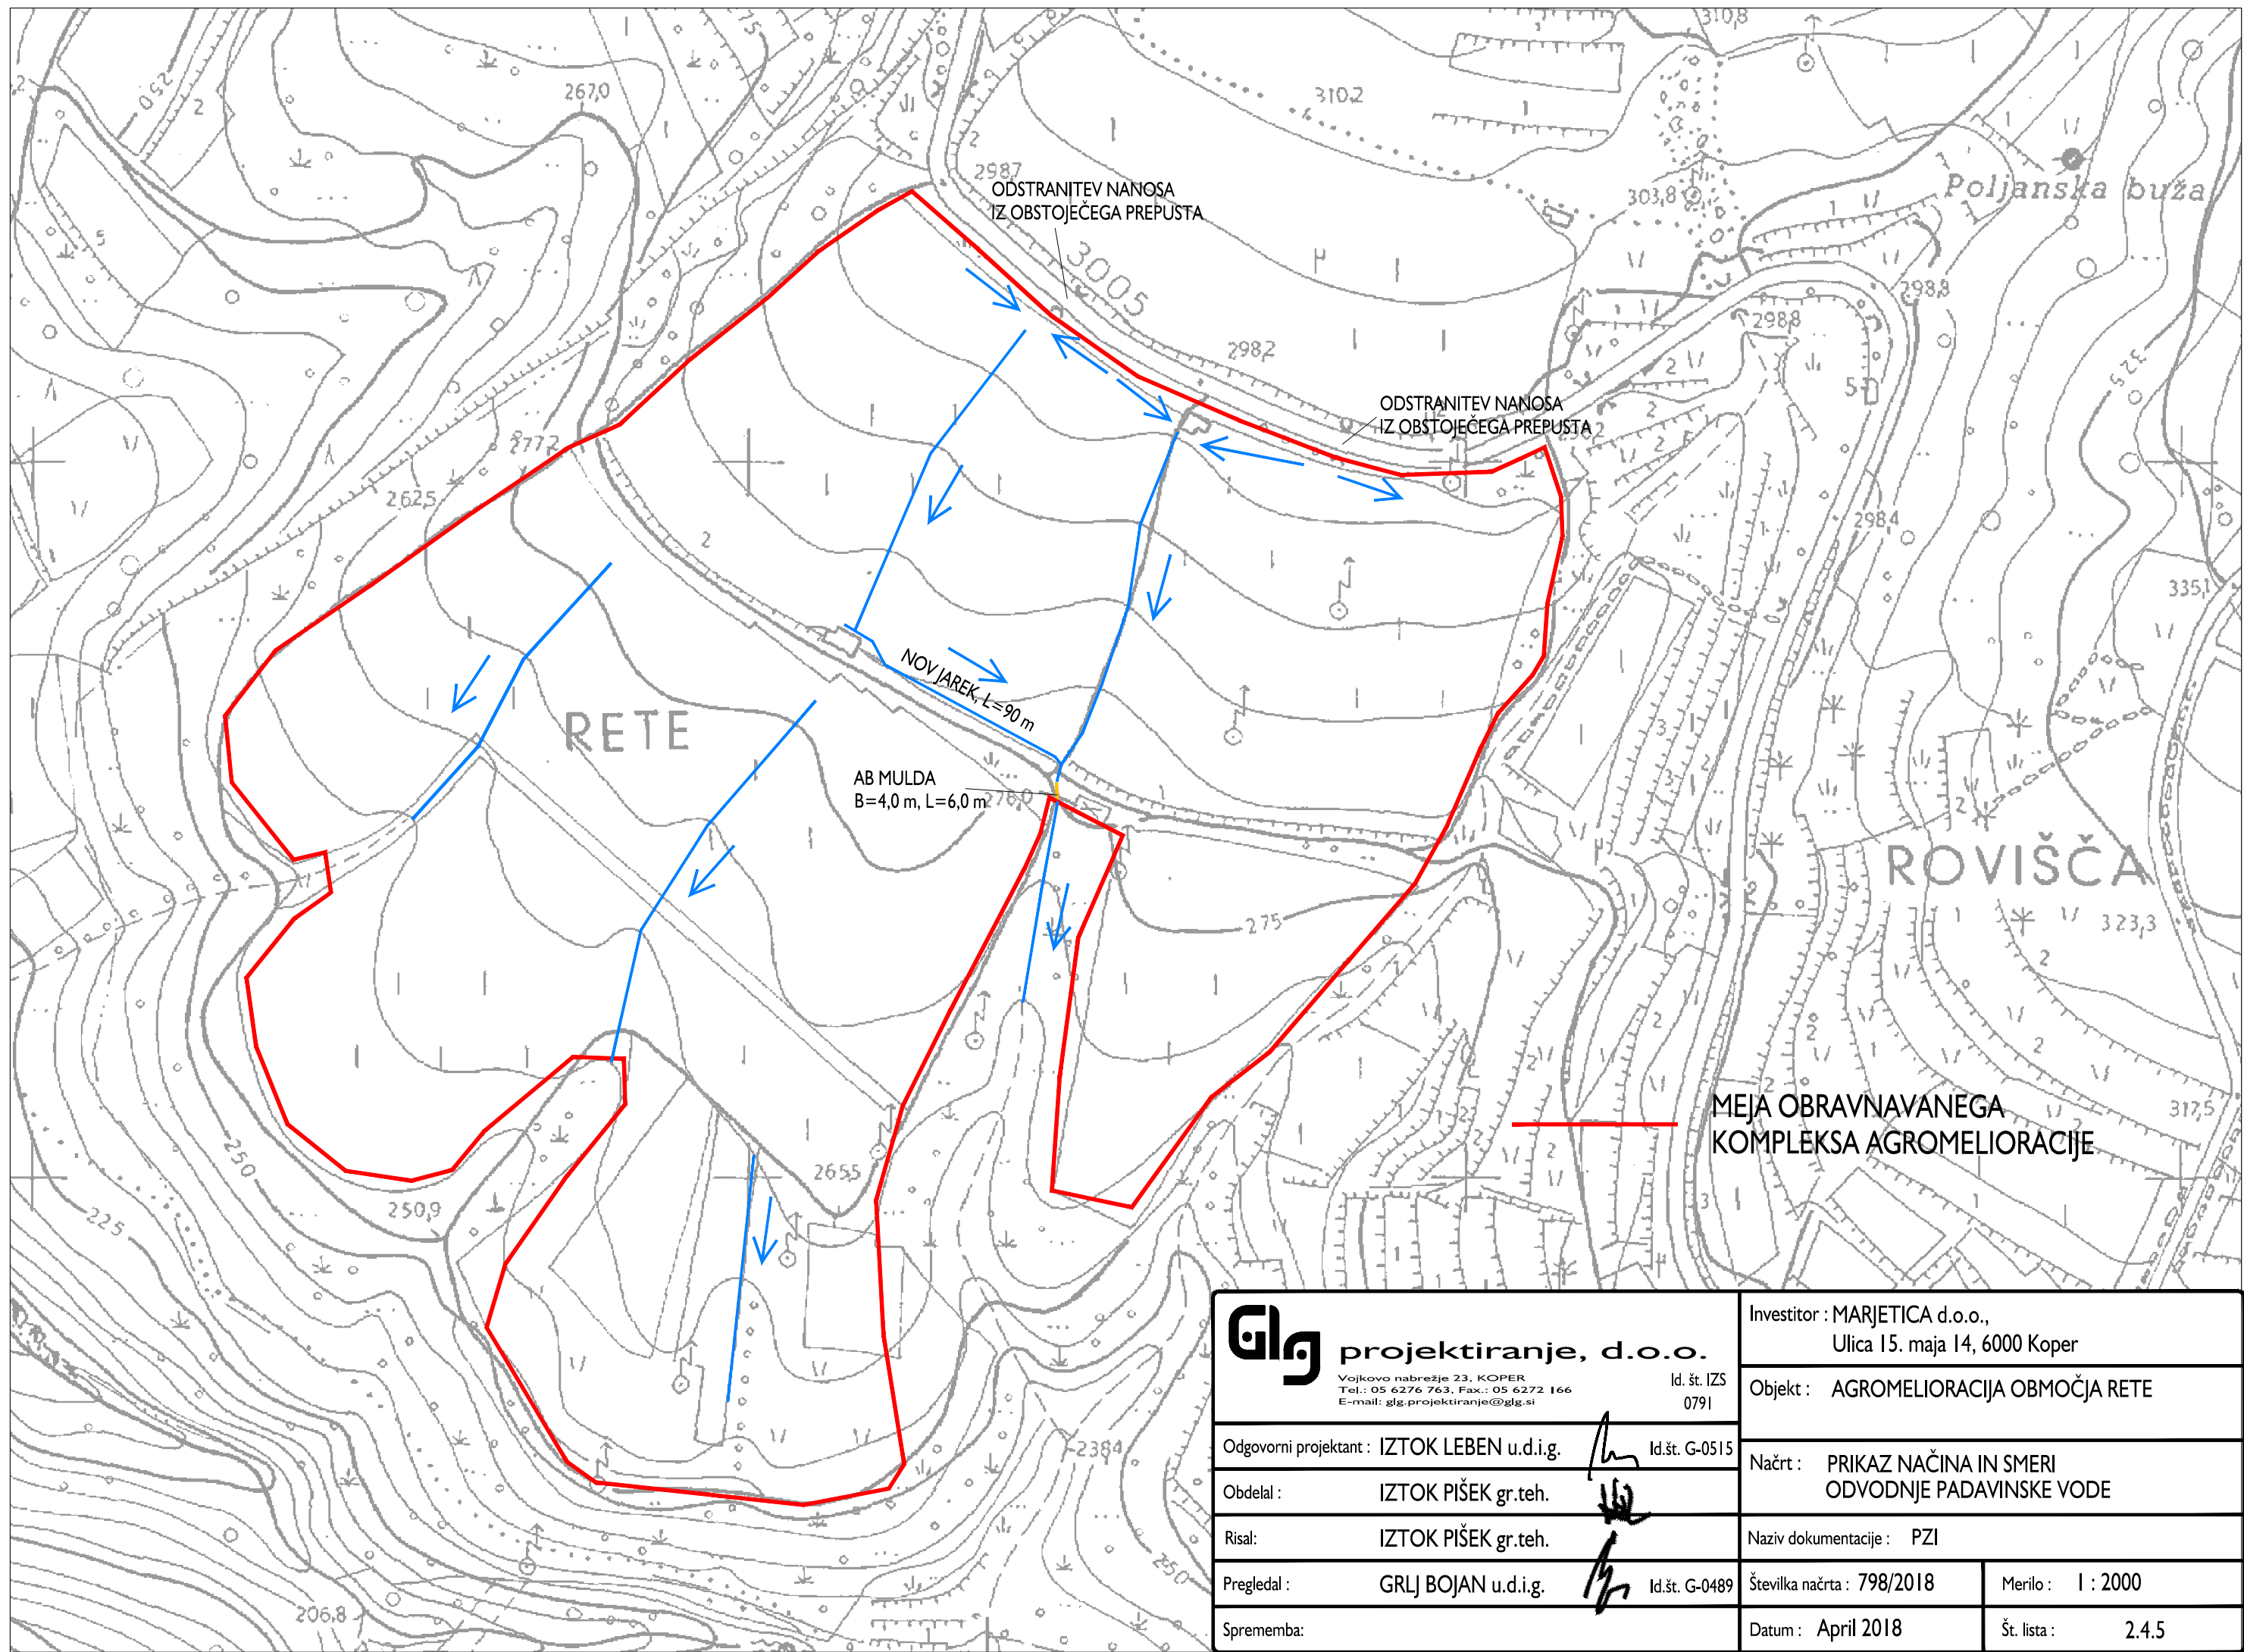 310,8
250
2
267,0
310,2
298,7
ODSTRANITEV NANOSA
IZ OBSTOJEČEGA PREPUSTA
303,8
Poljanska buža
300,5
298,8
298,8
298,2
325
ODSTRANITEV NANOSA
IZ OBSTOJEČEGA PREPUSTA
277,2
262,5
298,4
335,1
NOV JAREK, L=90 m
RETE
AB MULDA
B=4,0 m, L=6,0 m
276,0
ROVIŠČA
275
323,3
MEJA OBRAVNAVANEGA
KOMPLEKSA AGROMELIORACIJE
317,5
265,5
250
250,9
225
238,4
250
206,8
Glg projektiranje, d.o.o.
Vojkovo nabrežje 23, KOPER
Tel.: 05 6276 763, Fax.: 05 6272 166
E-mail: glg.projektiranje@glg.si
Id. št. IZS
0791
Investitor : MARJETICA d.o.o.,
Ulica 15. maja 14, 6000 Koper
Objekt : AGROMELIORACIJA OBMOČJA RETE
Odgovorni projektant : IZTOK LEBEN u.d.i.g. Id.št. G-0515
Načrt : PRIKAZ NAČINA IN SMERI
ODVODNJE PADAVINSKE VODE
Obdelal : IZTOK PIŠEK gr.teh.
Risal: IZTOK PIŠEK gr.teh.
Naziv dokumentacije : PZI
Pregledal : GRLJ BOJAN u.d.i.g. Id.št. G-0489
Številka načrta : 798/2018
Merilo : 1 : 2000
Sprememba:
Datum : April 2018
Št. lista : 2.4.5